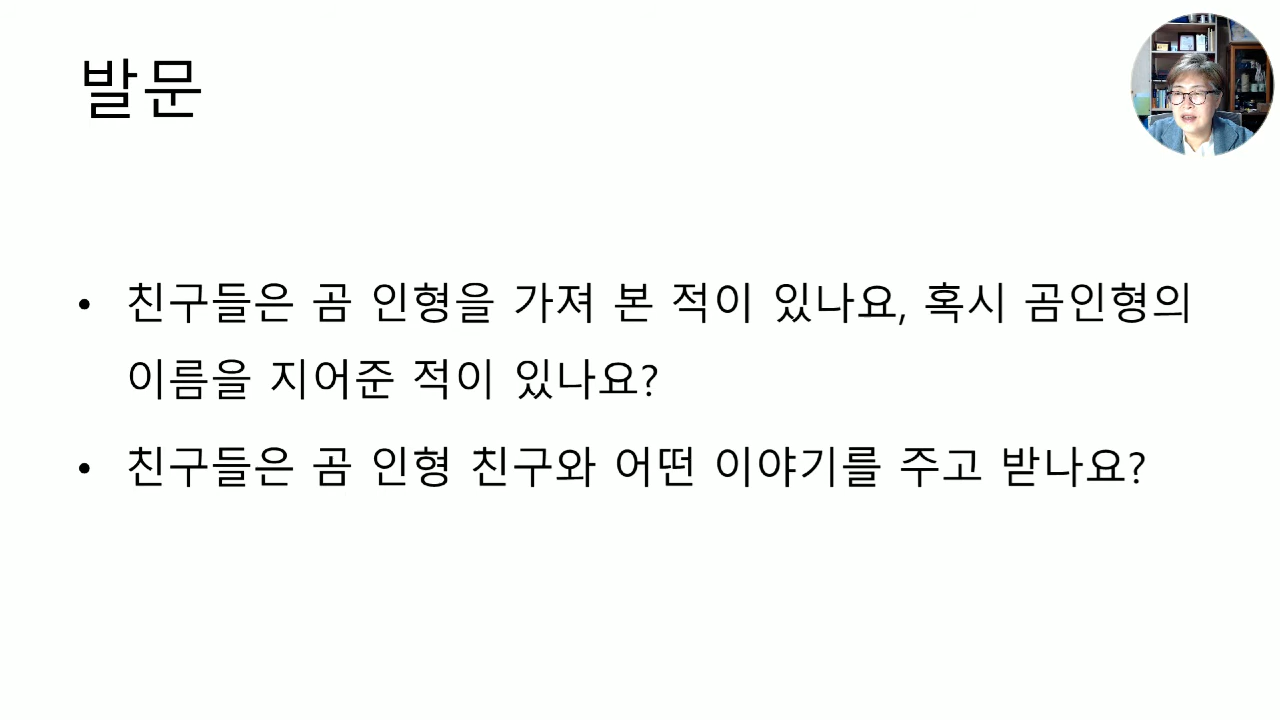 발문
• 친구들은 곰 인형을 가져 본 적이 있나요, 혹시 곰인형의
이름을 지어준 적이 있나요?
• 친구들은 곰 인형 친구와 어떤 이야기를 주고 받나요?